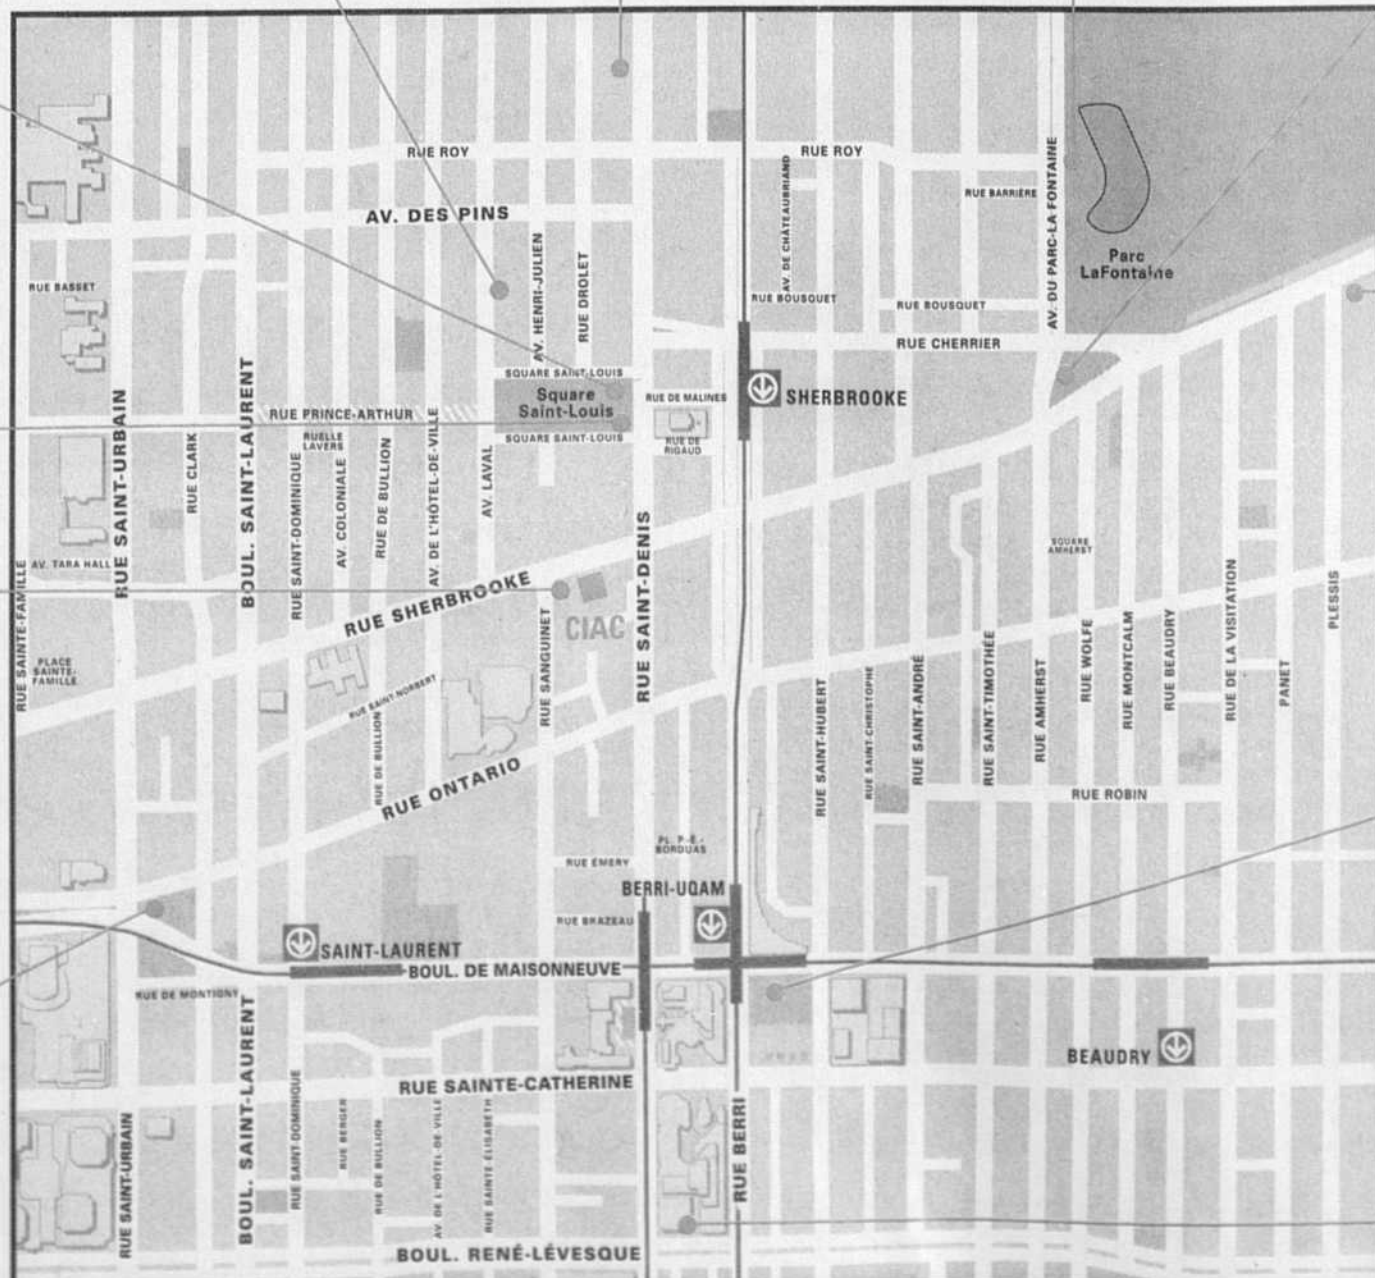 RUE ROY
RUE ROY
AV. DE CHÂTEAUBRIAND
RUE BARRIÈRE
AV. DU PARC-LA FONTAINE
AV. DES PINS
Parc
LaFontaine
RUE BASSET
AV. HENRI-JULIEN
RUE DROLET
RUE BOUSQUET
RUE BOUSQUET
RUE CHERRIER
SQUARE SAINT-LOUIS
Square
Saint-Louis
RUE DE MALINES
SHERBROOKE
RUE PRINCE-ARTHUR
SQUARE SAINT-LOUIS
RUE DE
RIGAUD
RUELLE
LAVERS
RUE SAINT-URBAIN
RUE CLARK
BOUL. SAINT-LAURENT
RUE SAINT-DOMINIQUE
AV. COLONIALE
RUE DE BULLION
AV. DE L'HÔTEL-DE-VILLE
AV. LAVAL
RUE SAINT-DENIS
SQUARE
AMHERST
AV. TARA HALL
RUE SAINTE-FAMILLE
PLACE
SAINTE-
FAMILLE
RUE SHERBROOKE
CIAC
RUE SANGUINET
RUE SAINT-NORBERT
RUE DE BULLION
RUE ONTARIO
RUE SAINT-HUBERT
RUE SAINT-CHRISTOPHE
RUE SAINT-ANDRÉ
RUE SAINT-TIMOTHÉE
RUE AMHERST
RUE WOLFE
RUE MONTCALM
RUE BEAUDRY
RUE DE LA VISITATION
PANET
PLESSIS
RUE ROBIN
PL. P.-É.-
BORDUAS
RUE ÉMERY
BERRI-UQAM
RUE BRAZEAU
SAINT-LAURENT
BOUL. DE MAISONNEUVE
RUE DE MONTIGNY
BEAUDRY
RUE SAINTE-CATHERINE
RUE SAINT-URBAIN
BOUL. SAINT-LAURENT
RUE SAINT-DOMINIQUE
RUE BERGER
RUE DE BULLION
AV. DE L'HÔTEL-DE-VILLE
RUE SAINTE-ÉLISABETH
RUE BERRI
BOUL. RENÉ-LÉVESQUE